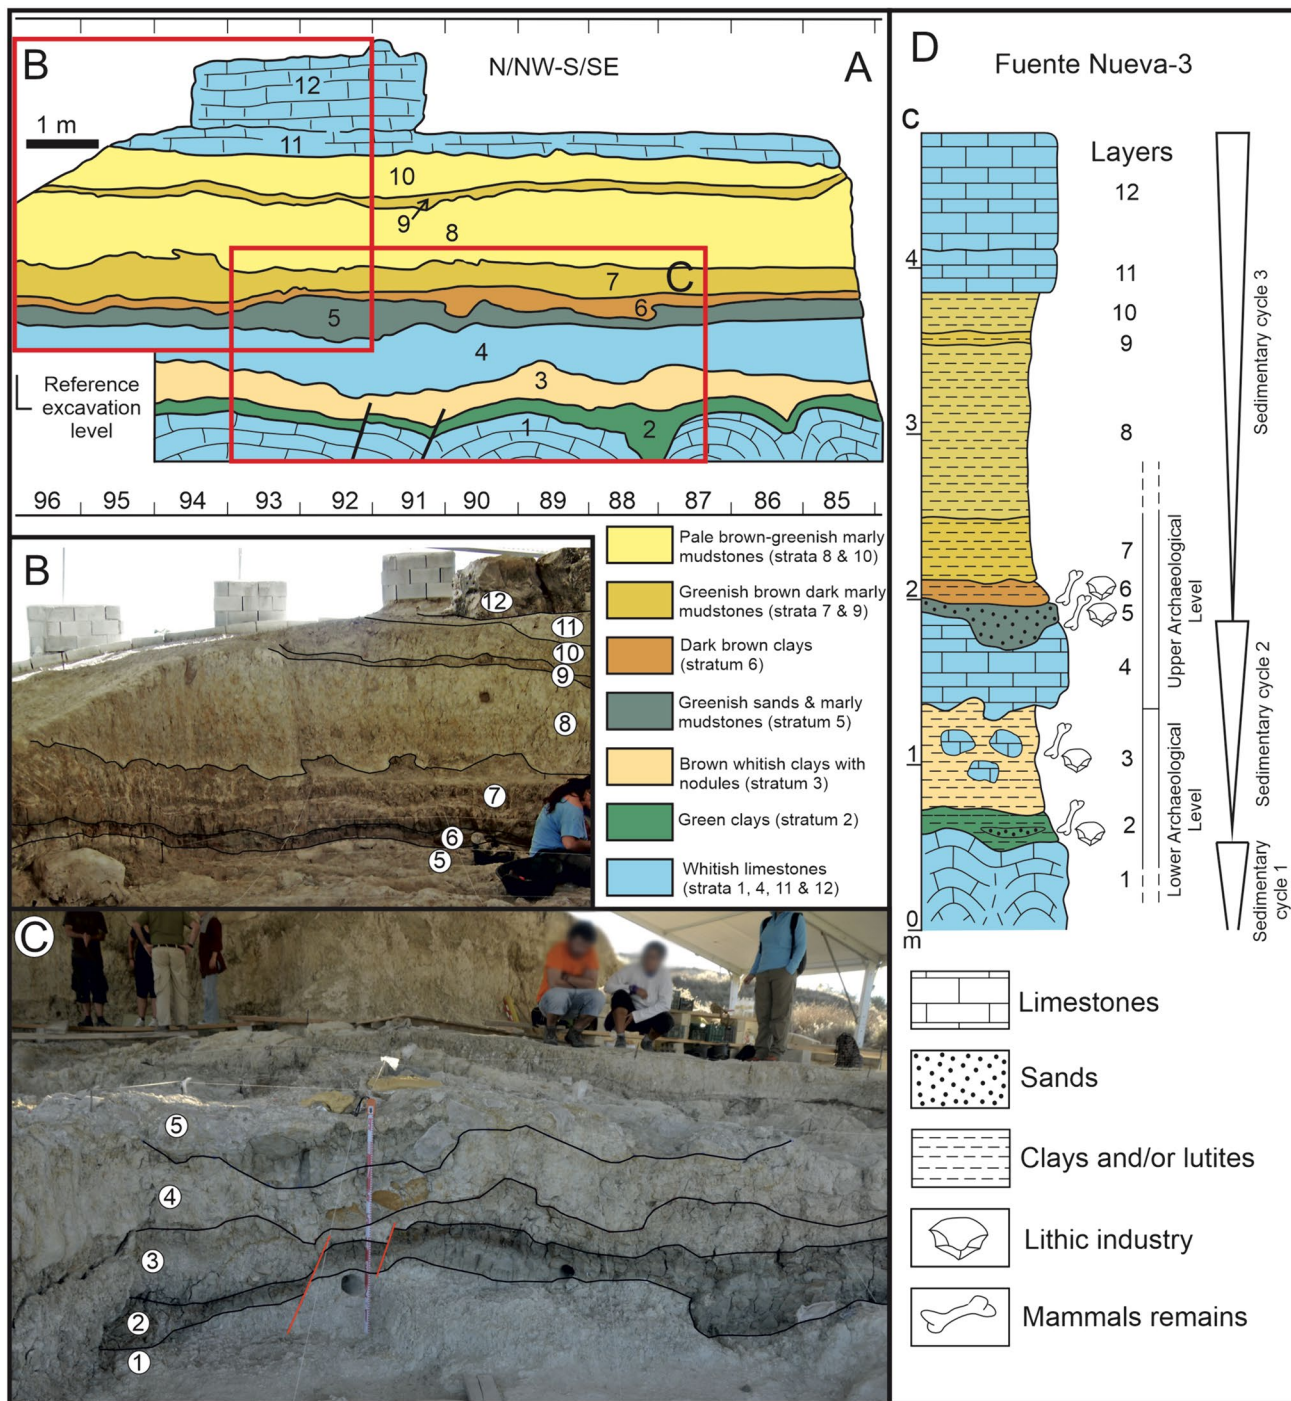 B
N/NW-S/SE
A
1 m
12
11
10
9
8
7
C
6
5
4
3
2
1
Reference
excavation
level
96 95 94 93 92 91 90 89 88 87 86 85
Pale brown-greenish marly
mudstones (strata 8 & 10)
Greenish brown dark marly
mudstones (strata 7 & 9)
Dark brown clays
(stratum 6)
Greenish sands & marly
mudstones (stratum 5)
Brown whitish clays with
nodules (stratum 3)
Green clays (stratum 2)
Whitish limestones
(strata 1, 4, 11 & 12)
B
12
11
10
9
8
7
6
5
C
5
4
3
2
1
D
Fuente Nueva-3
c
Layers
12
4
11
10
9
3
8
7
2
6
5
4
1
3
2
1
0
m
Upper Archaeological
Level
Lower Archaeological
Level
Sedimentary cycle 3
Sedimentary cycle 2
Sedimentary
cycle 1
Limestones
Sands
Clays and/or lutites
Lithic industry
Mammals remains